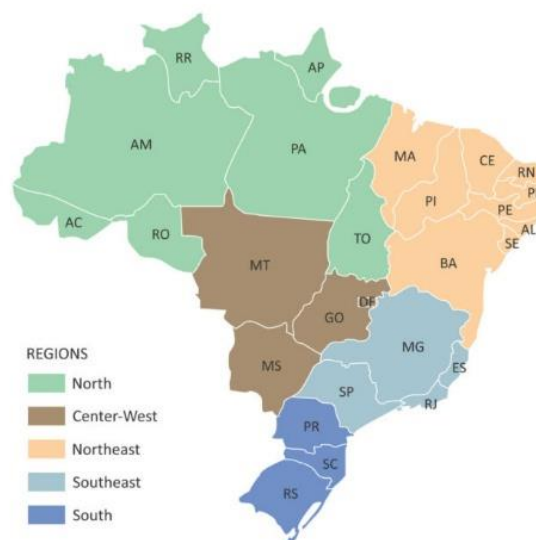 RR
AP
AM
PA
MA
CE
RN
PI
PE
AL
SE
AC
RO
TO
BA
MT
DF
GO
MG
MS
ES
SP
RJ
PR
SC
RS
REGIONS
North
Center-West
Northeast
Southeast
South